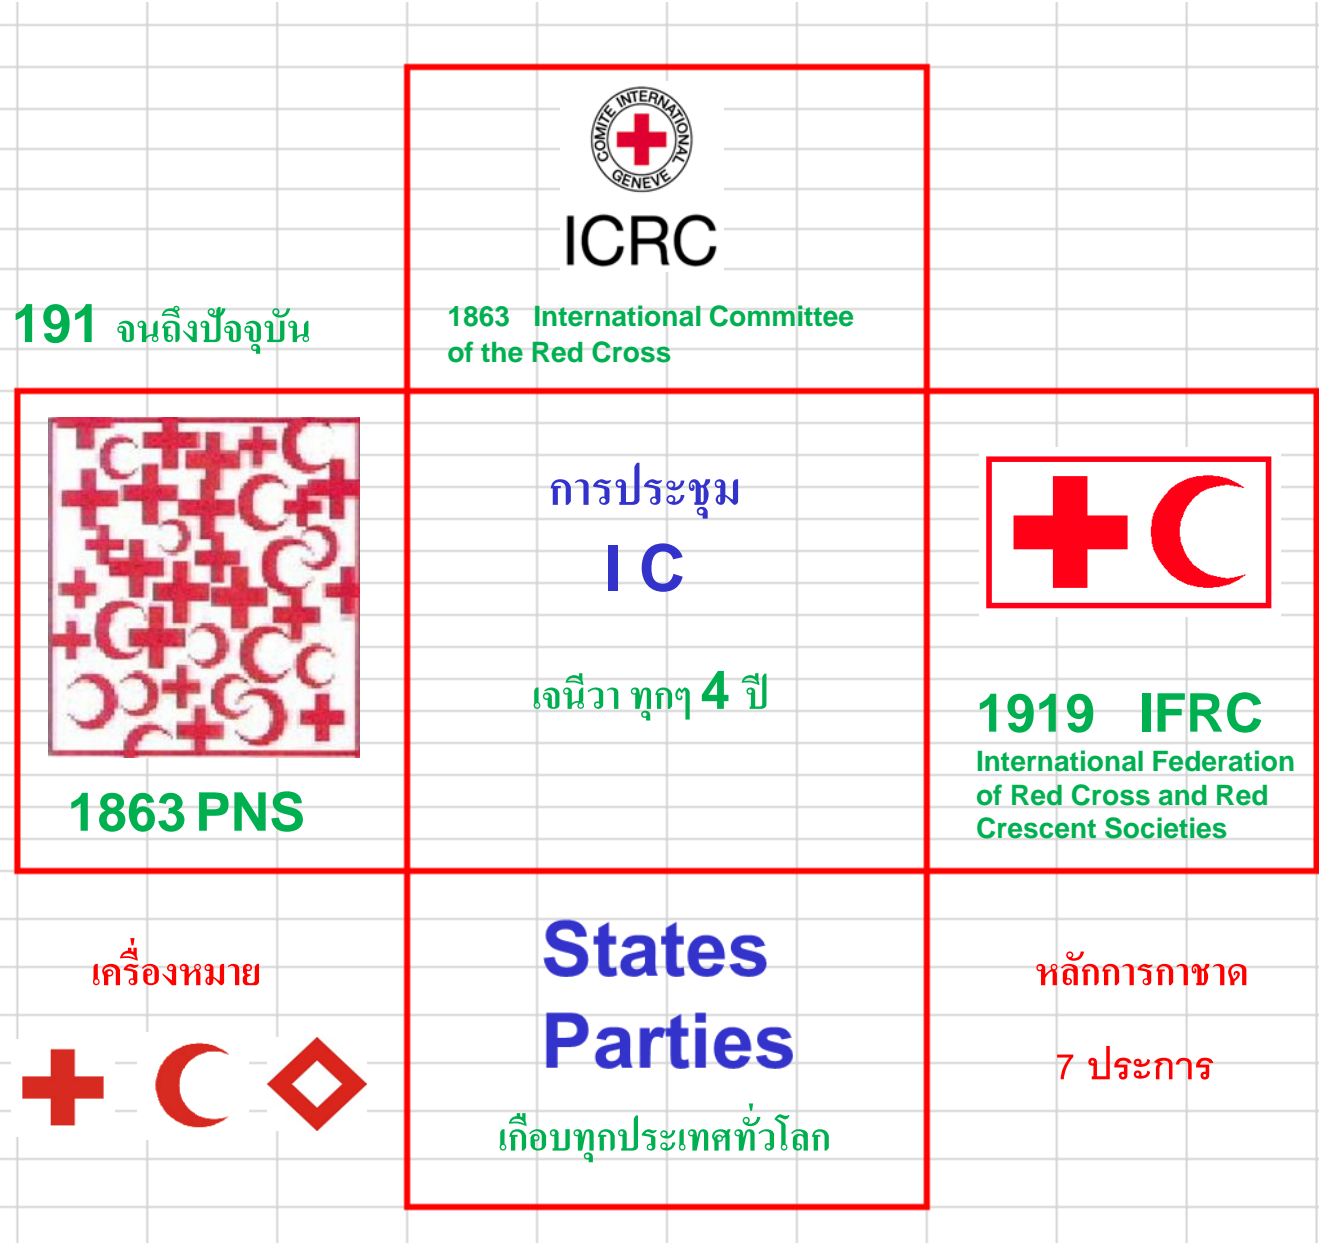 COMITE INTERNATIONAL GENEVE
ICRC
1863 International Committee
of the Red Cross
191 จนถึงปัจจุบัน
1863 PNS
การประชุม
I C
เจนีวา ทุกๆ 4 ปี
1919 IFRC
International Federation
of Red Cross and Red
Crescent Societies
เครื่องหมาย
States
Parties
เกือบทุกประเทศทั่วโลก
หลักการกาชาด
7 ประการ